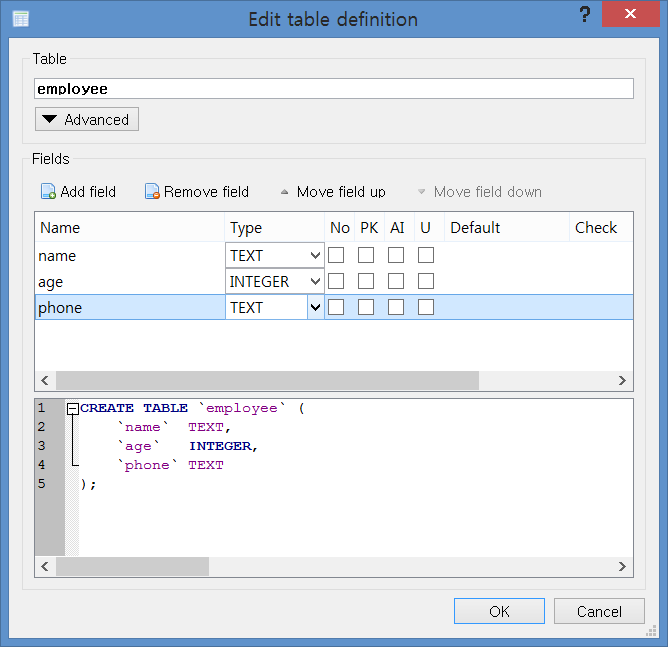 Edit table definition ? ×
Table
employee
Advanced
Fields
Add field Remove field Move field up Move field down
Name Type No PK AI U Default Check
name TEXT
age INTEGER
phone TEXT
1 CREATE TABLE `employee` (
2 `name` TEXT,
3 `age` INTEGER,
4 `phone` TEXT
5 );
OK Cancel